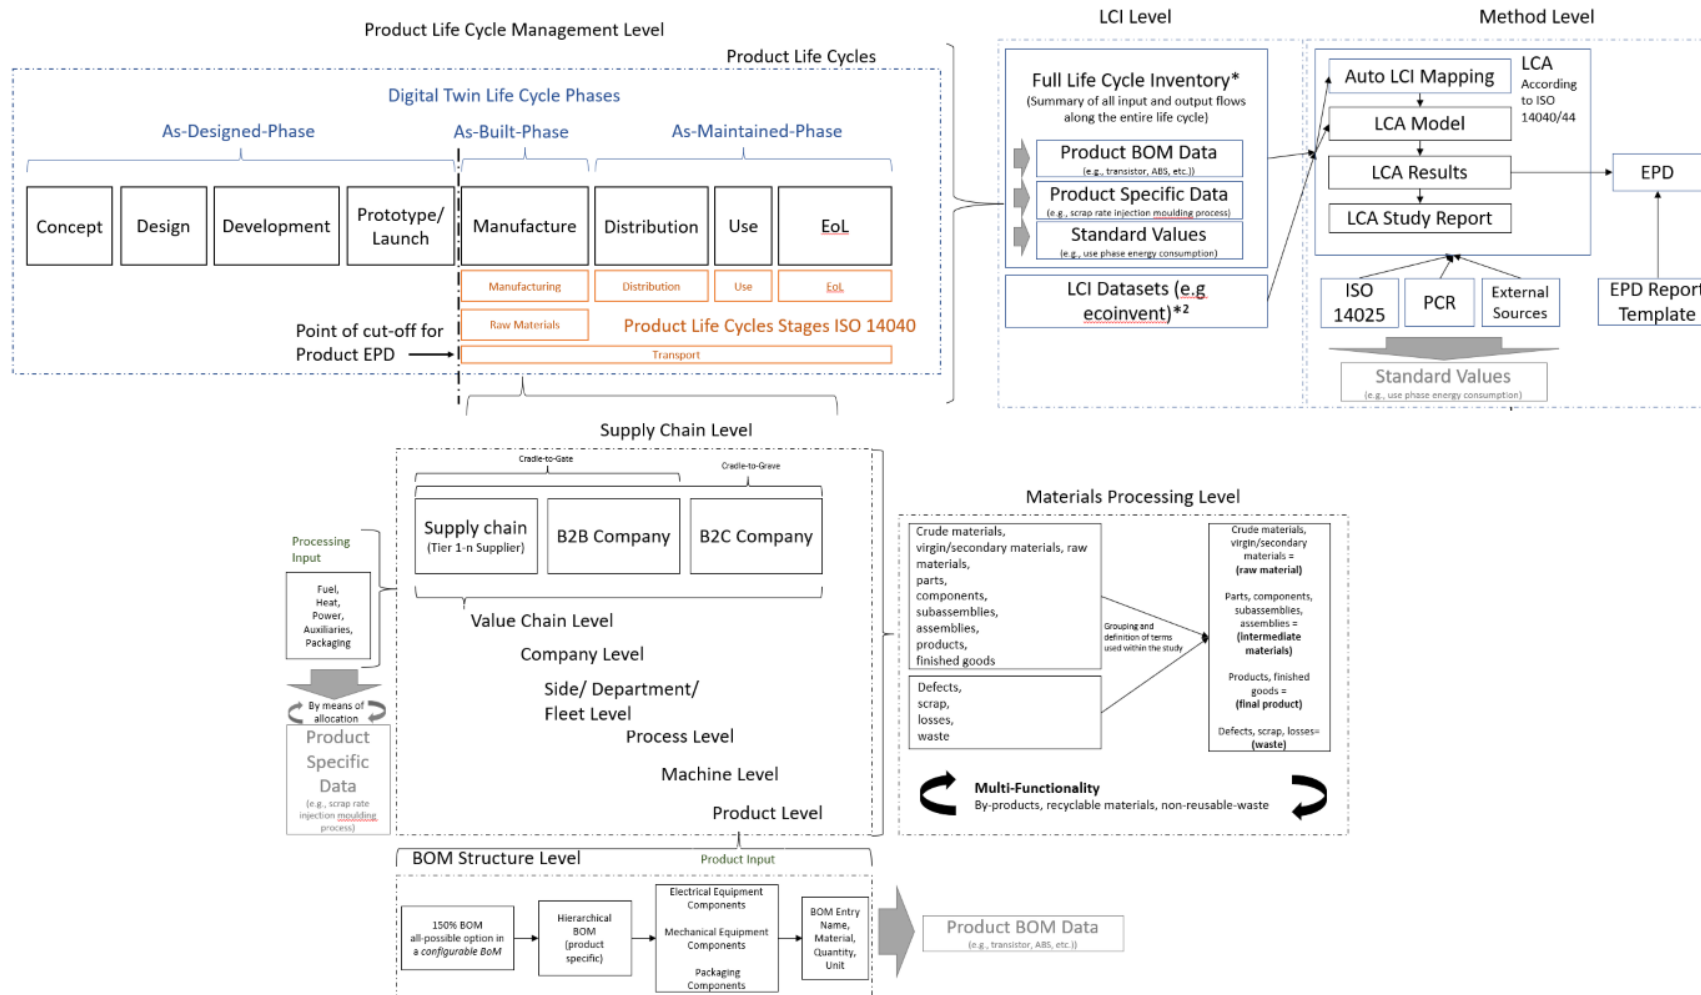 Product Life Cycle Management Level
Product Life Cycles
Digital Twin Life Cycle Phases
As-Designed-Phase
As-Built-Phase
As-Maintained-Phase
Concept
Design
Development
Prototype/
Launch
Manufacture
Distribution
Use
EoL
Manufacturing
Distribution
Use
EoL
Raw Materials
Product Life Cycles Stages ISO 14040
Transport
Point of cut-off for
Product EPD
LCI Level
Full Life Cycle Inventory*
(Summary of all input and output flows
along the entire life cycle)
Product BOM Data
(e.g., transistor, ABS, etc.))
Product Specific Data
(e.g., scrap rate injection moulding process)
Standard Values
(e.g., use phase energy consumption)
LCI Datasets (e.g
ecoinvent)*²
Method Level
Auto LCI Mapping
LCA Model
LCA Results
LCA Study Report
LCA
According
to ISO
14040/44
EPD
ISO
14025
PCR
External
Sources
EPD Report
Template
Standard Values
(e.g., use phase energy consumption)
Supply Chain Level
Cradle-to-Gate
Cradle-to-Grave
Supply chain
(Tier 1-n Supplier)
B2B Company
B2C Company
Value Chain Level
Company Level
Side/ Department/
Fleet Level
Process Level
Machine Level
Product Level
Processing
Input
Fuel,
Heat,
Power,
Auxiliaries,
Packaging
By means of
allocation
Product
Specific
Data
(e.g., scrap rate
injection moulding
process)
Materials Processing Level
Crude materials,
virgin/secondary materials, raw
materials,
parts,
components,
subassemblies,
assemblies,
products,
finished goods
Defects,
scrap,
losses,
waste
Grouping and
definition of terms
used within the study
Crude materials,
virgin/secondary
materials =
(raw material)
Parts, components,
subassemblies,
assemblies =
(intermediate
materials)
Products, finished
goods =
(final product)
Defects, scrap, losses=
(waste)
Multi-Functionality
By-products, recyclable materials, non-reusable-waste
BOM Structure Level
Product Input
150% BOM
all-possible option in
a configurable BoM
Hierarchical
BOM
(product
specific)
Electrical Equipment
Components
Mechanical Equipment
Components
Packaging
Components
BOM Entry
Name,
Material,
Quantity,
Unit
Product BOM Data
(e.g., transistor, ABS, etc.))